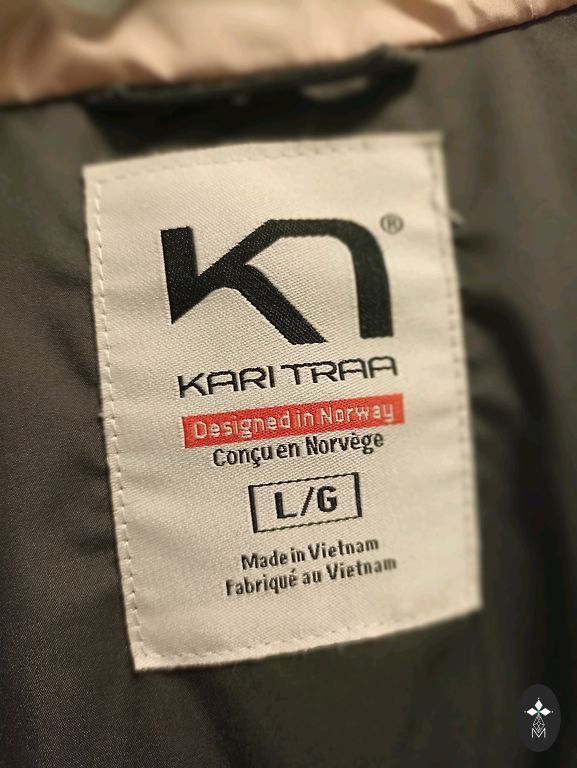 ®
KARI TRAA
Designed in Norway
Conçu en Norvège
L/G
Made in Vietnam
Fabriqué au Vietnam
M